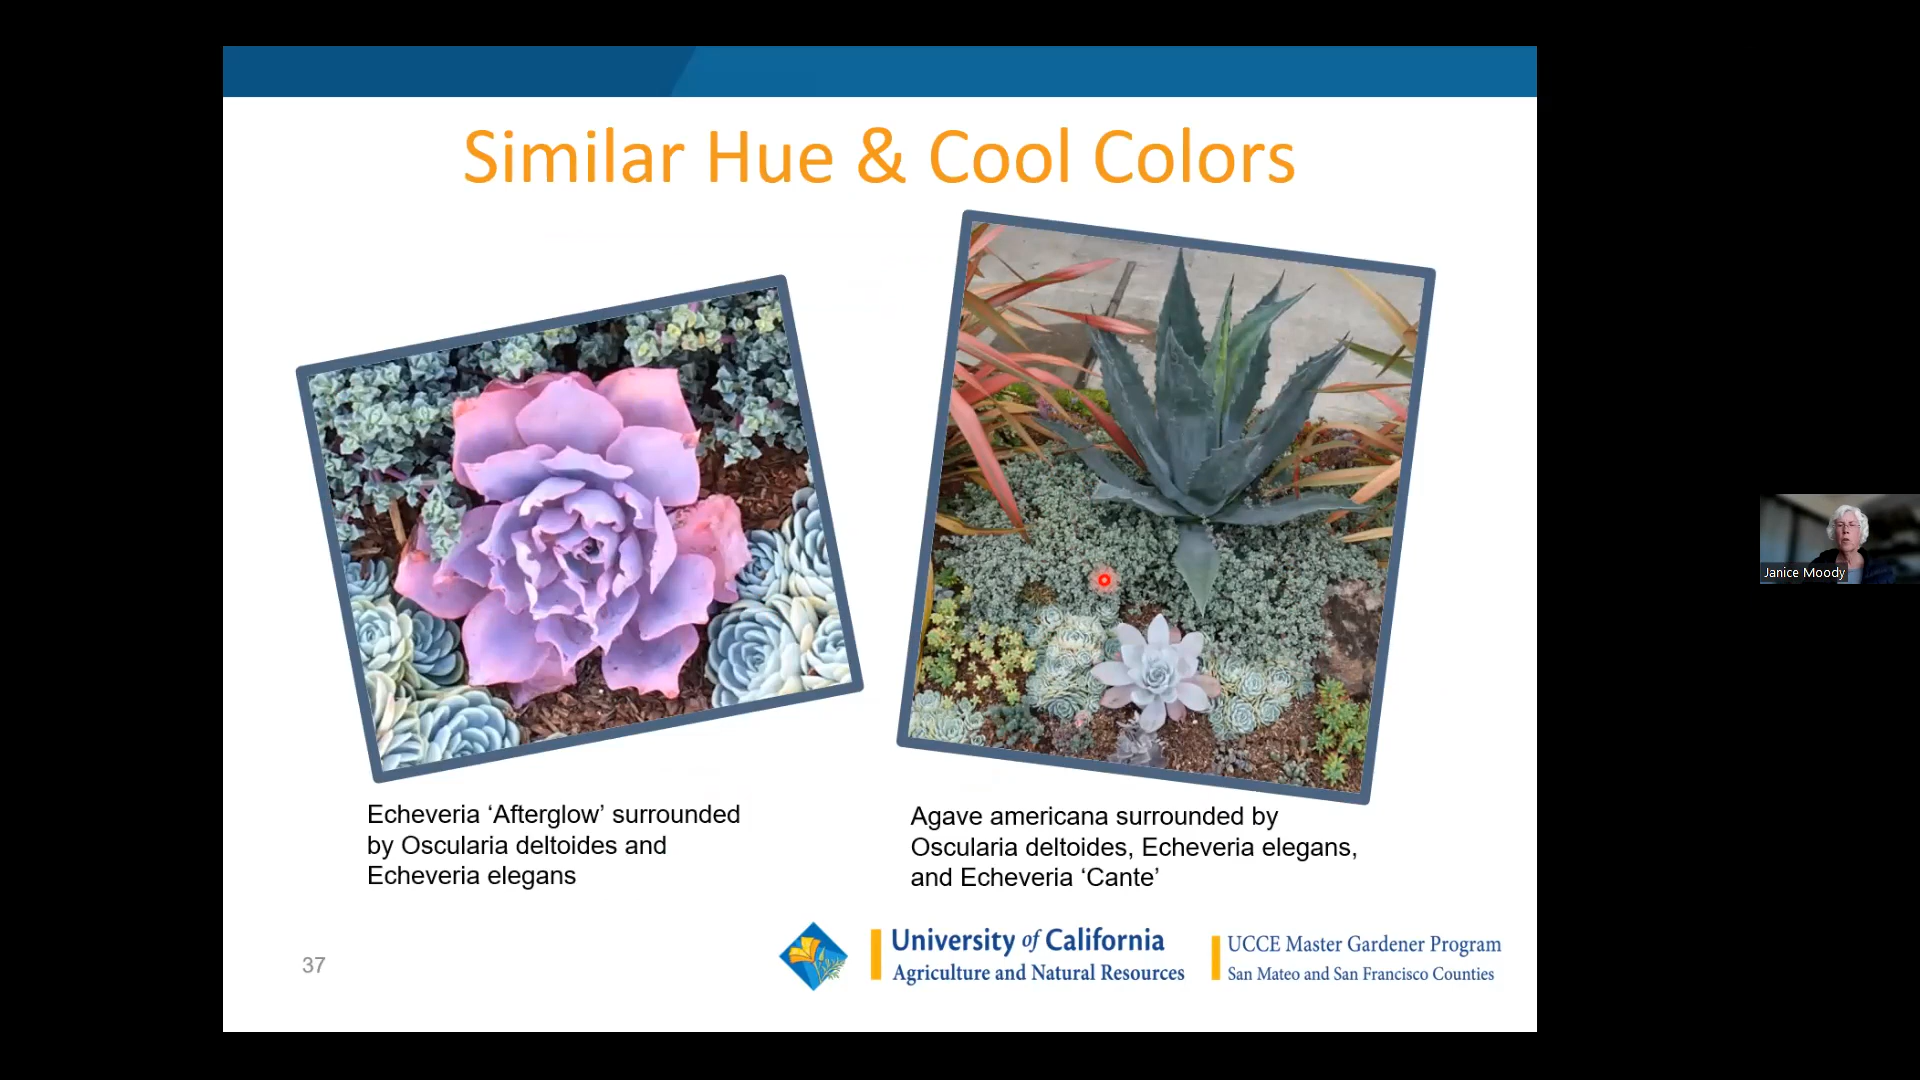 Similar Hue & Cool Colors
Echeveria ‘Afterglow’ surrounded
by Oscularia deltoides and
Echeveria elegans
Agave americana surrounded by
Oscularia deltoides, Echeveria elegans,
and Echeveria ‘Cante’
Janice Moody
37
University of California
Agriculture and Natural Resources
UCCE Master Gardener Program
San Mateo and San Francisco Counties